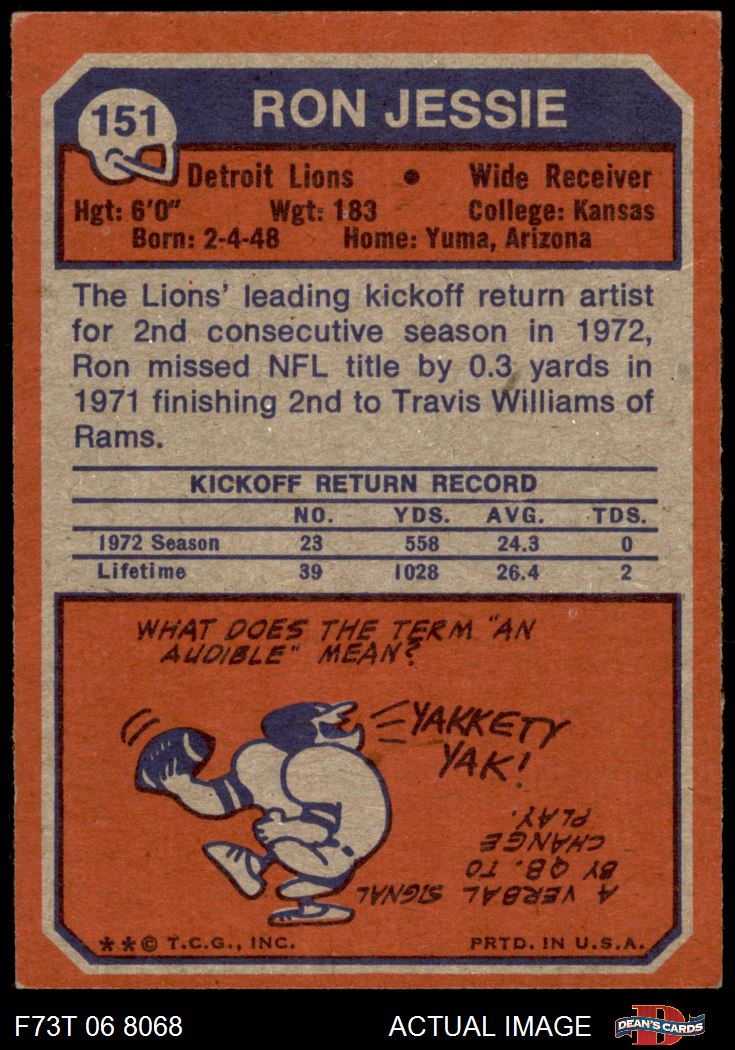 151
RON JESSIE
Detroit Lions • Wide Receiver
Hgt: 6'0" Wgt: 183 College: Kansas
Born: 2-4-48 Home: Yuma, Arizona
The Lions' leading kickoff return artist
for 2nd consecutive season in 1972,
Ron missed NFL title by 0.3 yards in
1971 finishing 2nd to Travis Williams of
Rams.
KICKOFF RETURN RECORD
NO. YDS. AVG. TDS.
1972 Season 23 558 24.3 0
Lifetime 39 1028 26.4 2
WHAT DOES THE TERM "AN
AUDIBLE" MEAN?
YAKKETY
YAK!
A VERBAL SIGNAL
BY QB. TO
CHANGE
PLAY.
**© T.C.G., INC. PRTD. IN U.S.A.
F73T 06 8068 ACTUAL IMAGE
D
DEAN'S CARDS